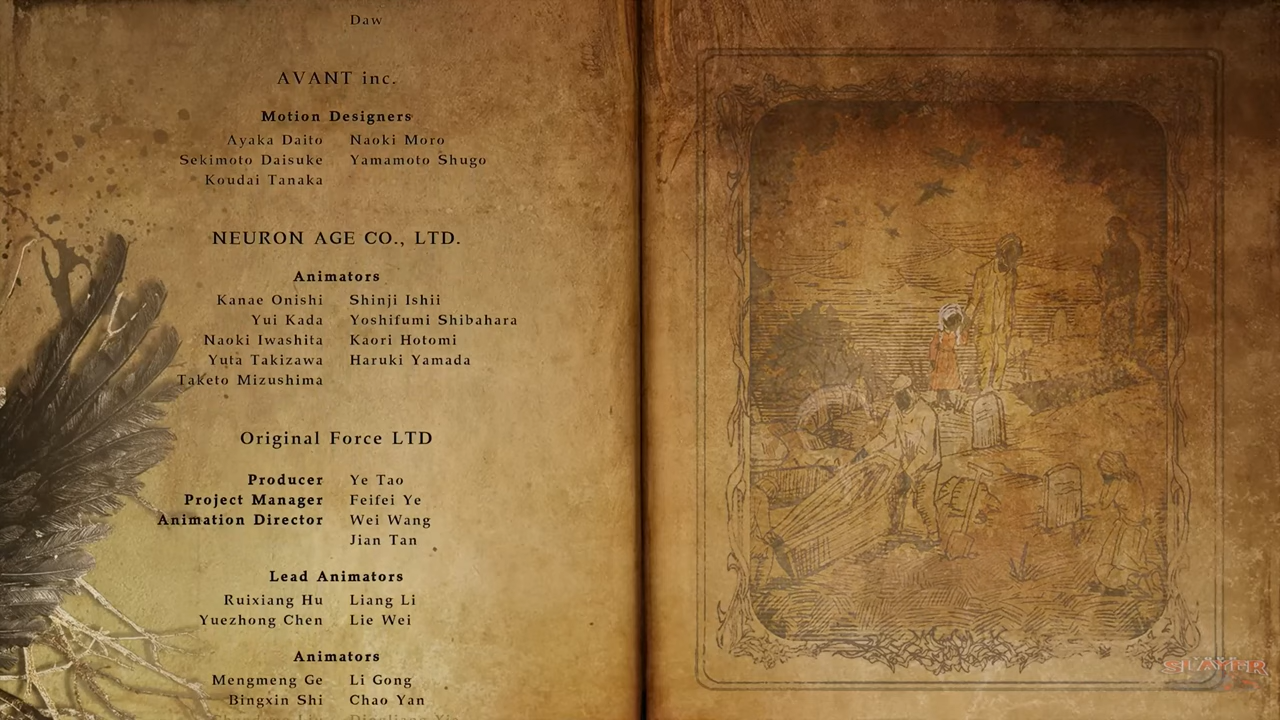 Daw
AVANT inc.
Motion Designers
Ayaka Daito Naoki Moro
Sekimoto Daisuke Yamamoto Shugo
Koudai Tanaka
NEURON AGE CO., LTD.
Animators
Kanae Onishi Shinji Ishii
Yui Kada Yoshifumi Shibahara
Naoki Iwashita Kaori Hotomi
Yuta Takizawa Haruki Yamada
Taketo Mizushima
Original Force LTD
Producer Ye Tao
Project Manager Feifei Ye
Animation Director Wei Wang
Jian Tan
Lead Animators
Ruixiang Hu Liang Li
Yuezhong Chen Lie Wei
Animators
Mengmeng Ge Li Gong
Bingxin Shi Chao Yan
SLAYER